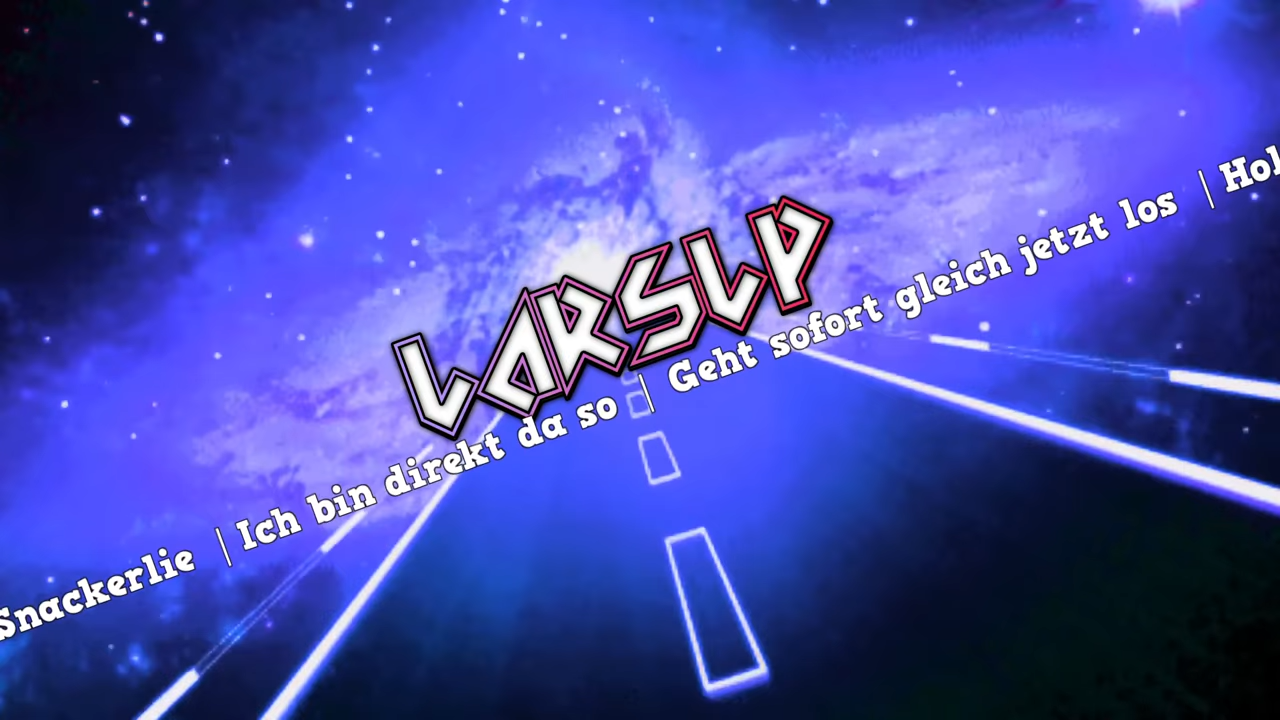 LARSLP
Snackerlie | Ich bin direkt da so | Geht sofort gleich jetzt los | Hol